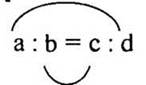 a : b = c : d